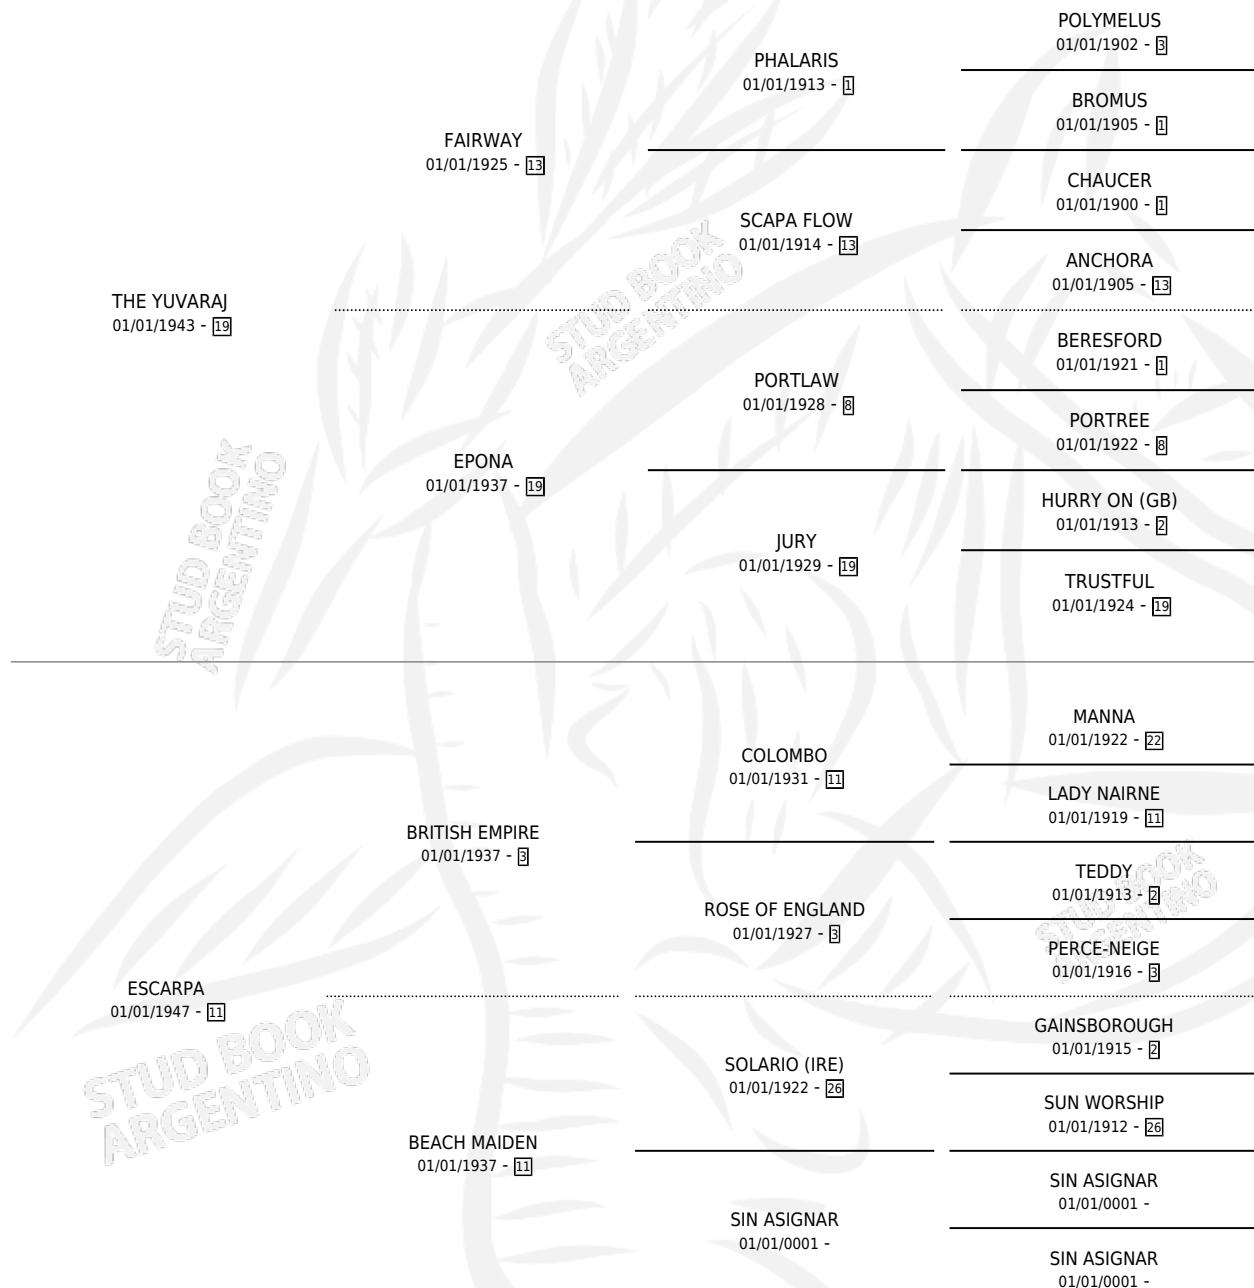 POLYMELUS
01/01/1902 - 3
PHALARIS
01/01/1913 - 1
BROMUS
01/01/1905 - 1
FAIRWAY
01/01/1925 - 13
CHAUCER
01/01/1900 - 1
SCAPA FLOW
01/01/1914 - 13
ANCHORA
01/01/1905 - 13
THE YUVARAJ
01/01/1943 - 19
BERESFORD
01/01/1921 - 1
PORTLAW
01/01/1928 - 8
PORTREE
01/01/1922 - 8
EPONA
01/01/1937 - 19
HURRY ON (GB)
01/01/1913 - 2
JURY
01/01/1929 - 19
TRUSTFUL
01/01/1924 - 19
MANNA
01/01/1922 - 22
COLOMBO
01/01/1931 - 11
LADY NAIRNE
01/01/1919 - 11
BRITISH EMPIRE
01/01/1937 - 3
TEDDY
01/01/1913 - 2
ROSE OF ENGLAND
01/01/1927 - 3
PERCE-NEIGE
01/01/1916 - 3
ESCARPA
01/01/1947 - 11
GAINSBOROUGH
01/01/1915 - 2
SOLARIO (IRE)
01/01/1922 - 26
SUN WORSHIP
01/01/1912 - 26
BEACH MAIDEN
01/01/1937 - 11
SIN ASIGNAR
01/01/0001 -
SIN ASIGNAR
01/01/0001 -
SIN ASIGNAR
01/01/0001 -
STUD BOOK
ARGENTINO
STUD BOOK
ARGENTINO
STUD BOOK
ARGENTINO
STUD BOOK
ARGENTINO